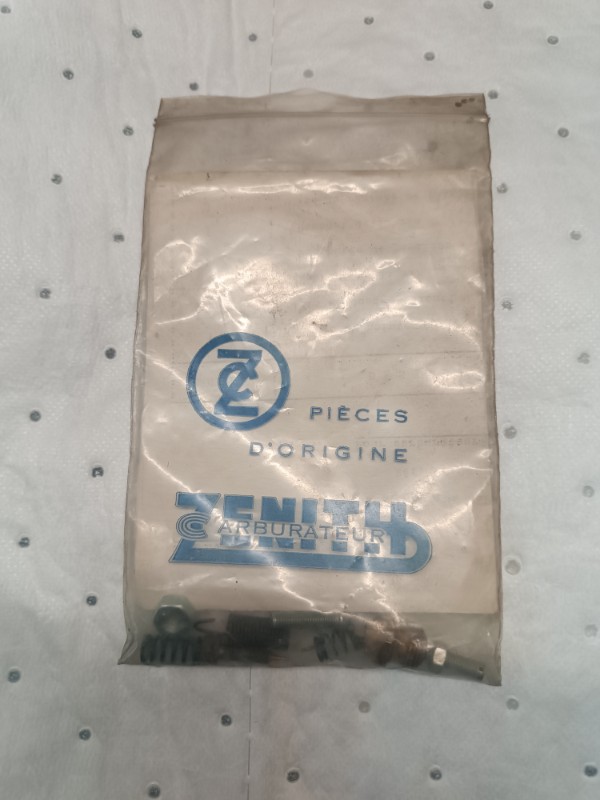 ZC
PIÈCES
D'ORIGINE
ZENITH
CARBURATEUR